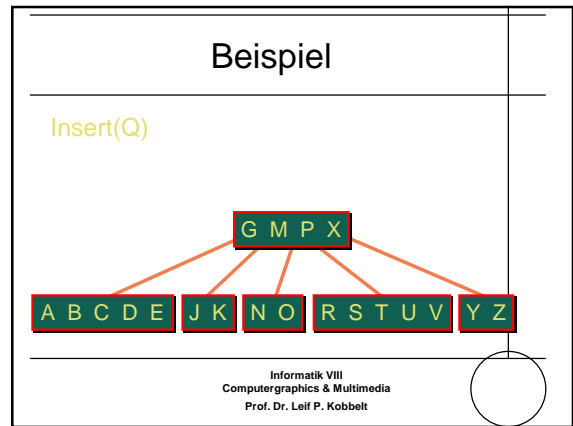 Beispiel
Insert(Q)
G M P X
A B C D E J K N O R S T U V Y Z
Informatik VIII
Computergraphics & Multimedia
Prof. Dr. Leif P. Kobbelt